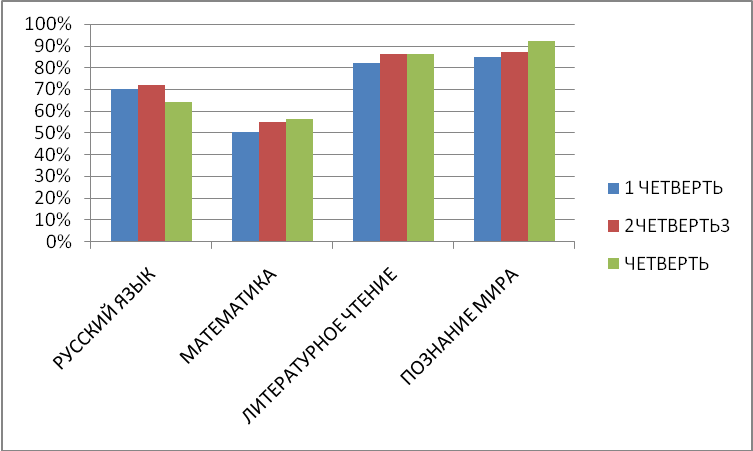 100%
90%
80%
70%
60%
50%
40%
30%
20%
10%
0%
РУССКИЙ ЯЗЫК
МАТЕМАТИКА
ЛИТЕРАТУРНОЕ ЧТЕНИЕ
ПОЗНАНИЕ МИРА
1 ЧЕТВЕРТЬ
2ЧЕТВЕРТЬ3
ЧЕТВЕРТЬ